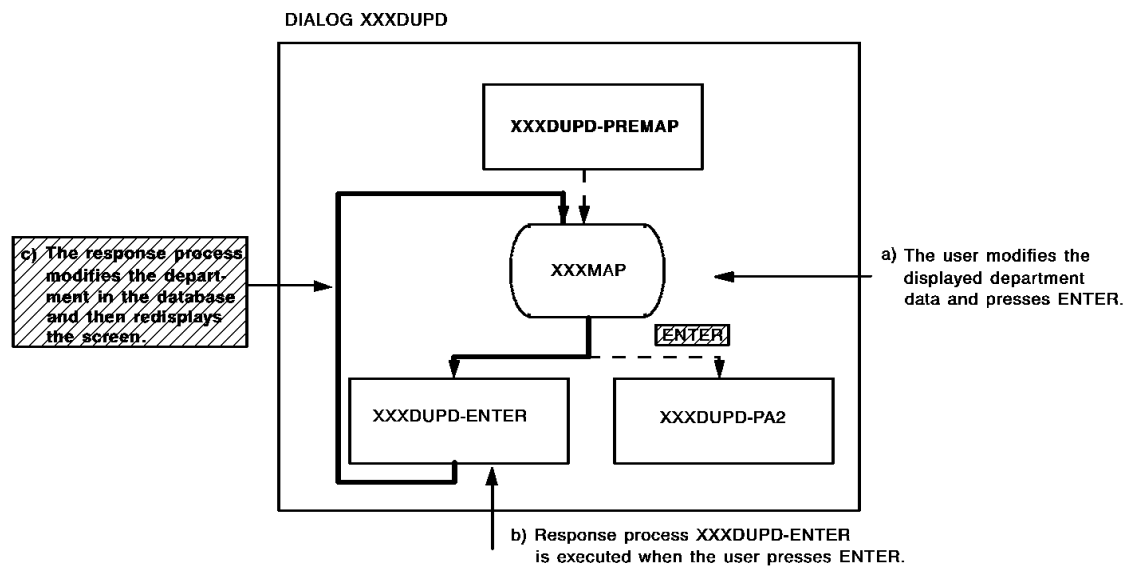 DIALOG XXXDUPD
XXXDUPD-PREMAP
XXXMAP
c) The response process
modifies the depart-
ment in the database
and then redisplays
the screen.
a) The user modifies the
displayed department
data and presses ENTER.
ENTER
XXXDUPD-ENTER
XXXDUPD-PA2
b) Response process XXXDUPD-ENTER
is executed when the user presses ENTER.